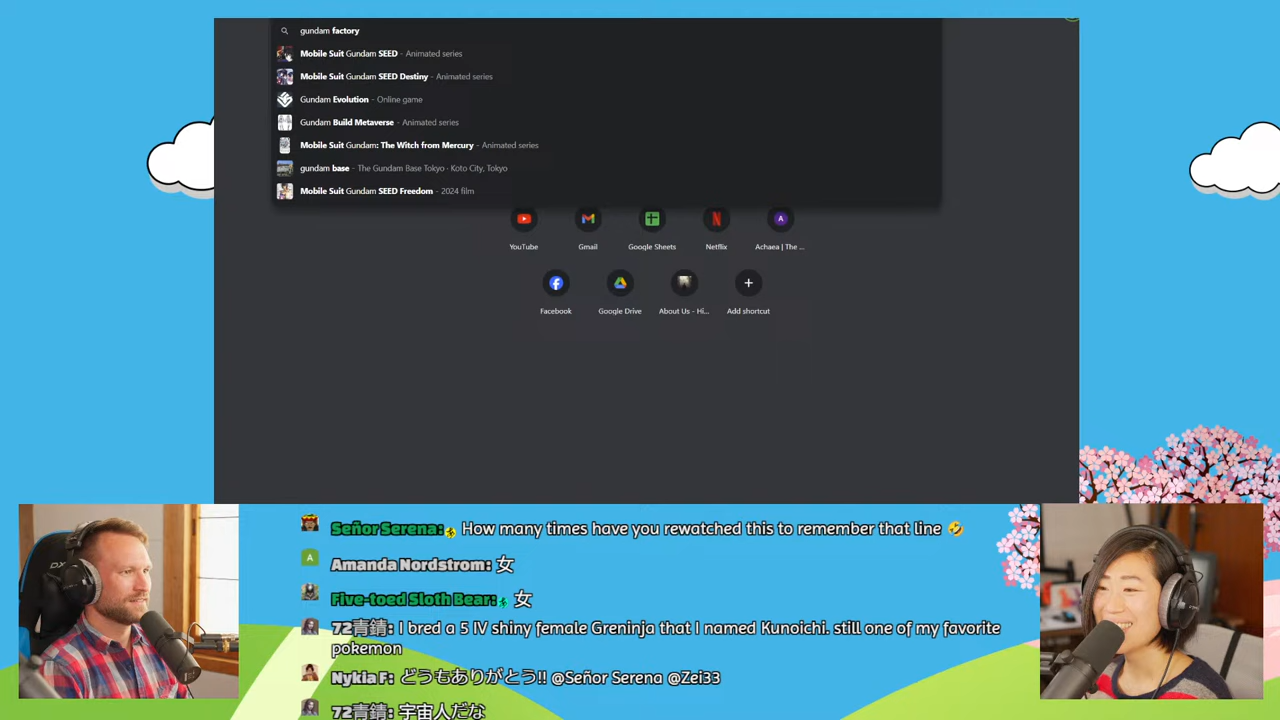 gundam factory
Mobile Suit Gundam SEED - Animated series
Mobile Suit Gundam SEED Destiny - Animated series
Gundam Evolution - Online game
Gundam Build Metaverse - Animated series
Mobile Suit Gundam: The Witch from Mercury - Animated series
gundam base - The Gundam Base Tokyo · Koto City, Tokyo
Mobile Suit Gundam SEED Freedom - 2024 film
YouTube
Gmail
Google Sheets
Netflix
A
Achaea | The ...
Facebook
Google Drive
About Us - Hi...
Add shortcut
Señor Serena: How many times have you rewatched this to remember that line 🤣
A
Amanda Nordstrom: 女
Five-toed Sloth Bear: 女
72青錆: I bred a 5 IV shiny female Greninja that I named Kunoichi. still one of my favorite
pokemon
Nykia F: どうもありがとう!! @Señor Serena @Zei33
72青錆: 宇宙人だな
DX